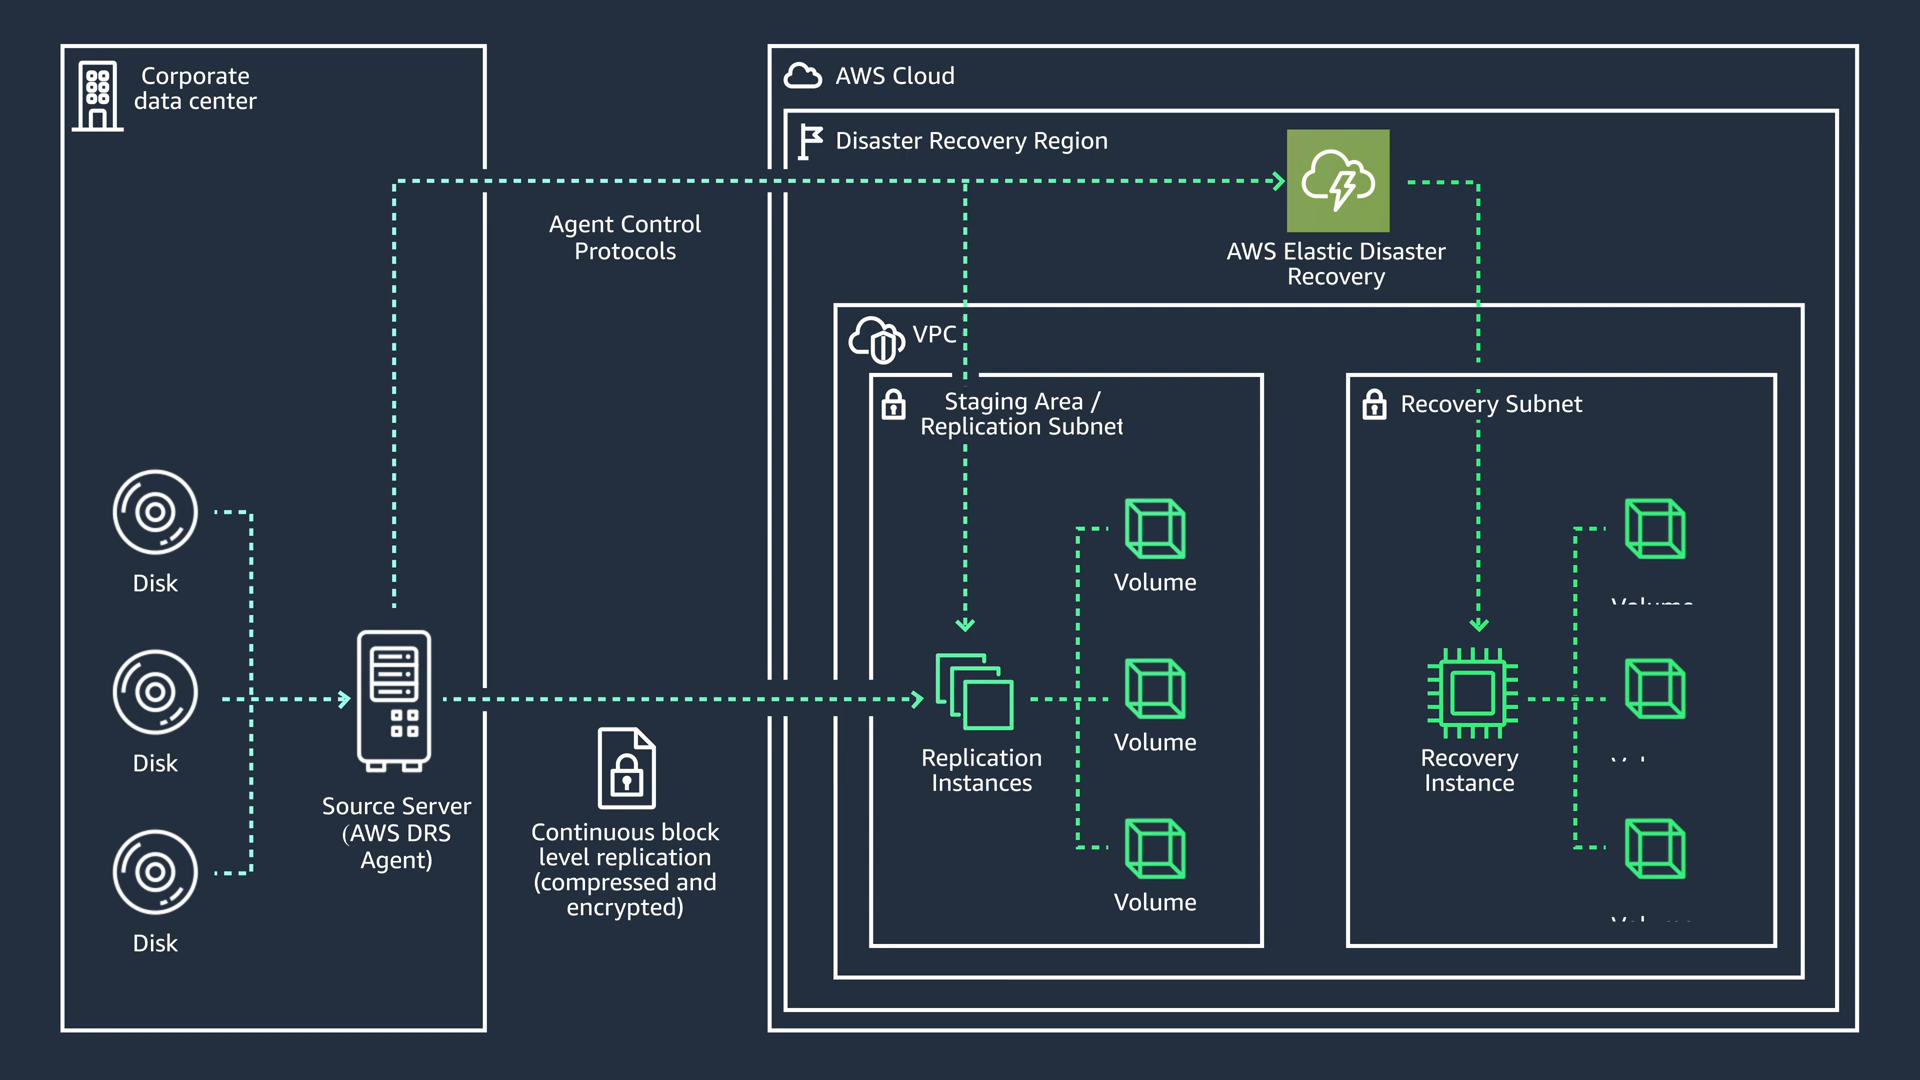 Corporate
data center
AWS Cloud
Disaster Recovery Region
Agent Control
Protocols
AWS Elastic Disaster
Recovery
VPC
Staging Area /
Replication Subnet
Recovery Subnet
Disk
Disk
Disk
Source Server
(AWS DRS
Agent)
Continuous block
level replication
(compressed and
encrypted)
Replication
Instances
Volume
Volume
Volume
Recovery
Instance